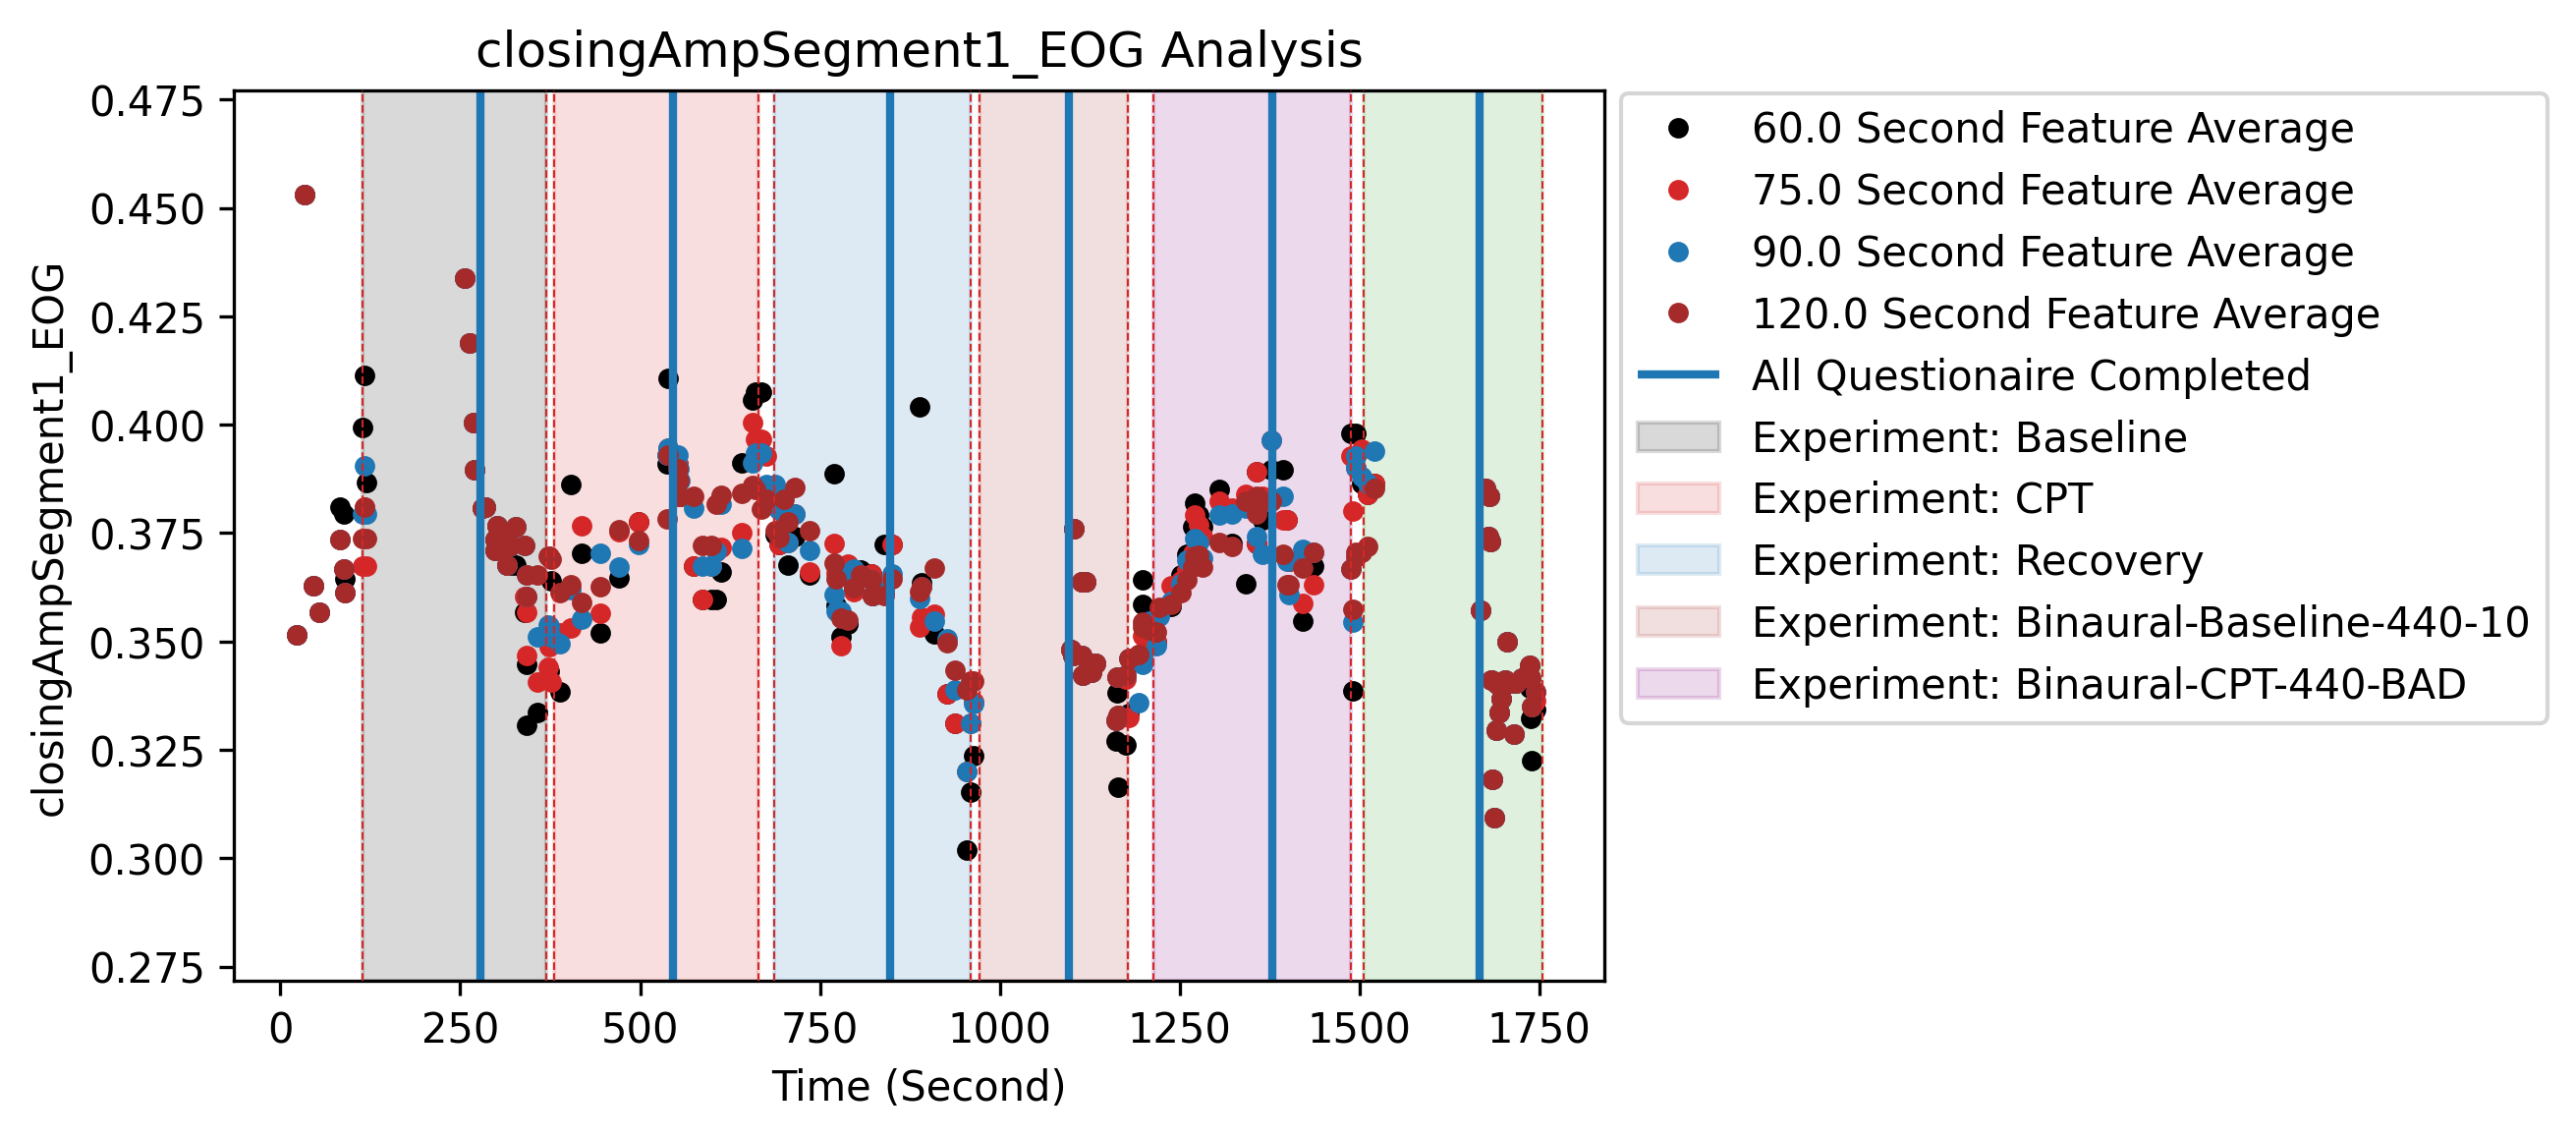 closingAmpSegment1_EOG Analysis
closingAmpSegment1_EOG
0.475
0.450
0.425
0.400
0.375
0.350
0.325
0.300
0.275
0 250 500 750 1000 1250 1500 1750
Time (Second)
60.0 Second Feature Average
75.0 Second Feature Average
90.0 Second Feature Average
120.0 Second Feature Average
All Questionaire Completed
Experiment: Baseline
Experiment: CPT
Experiment: Recovery
Experiment: Binaural-Baseline-440-10
Experiment: Binaural-CPT-440-BAD